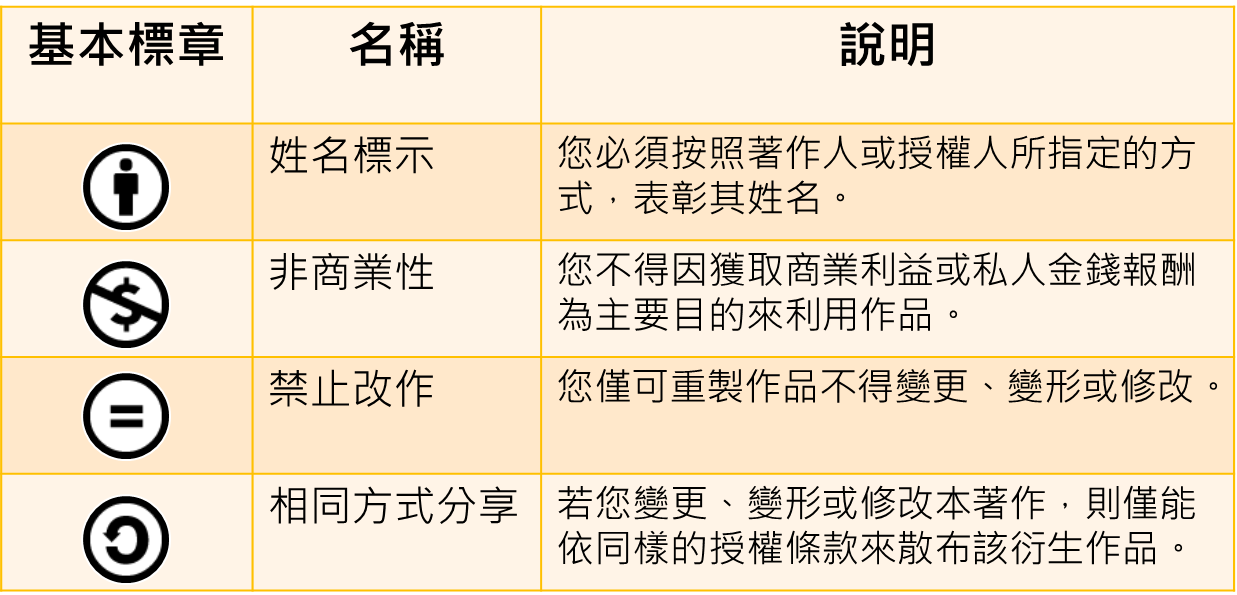 基本標章
名稱
說明
姓名標示
您必須按照著作人或授權人所指定的方
式，表彰其姓名。
非商業性
您不得因獲取商業利益或私人金錢報酬
為主要目的來利用作品。
禁止改作
您僅可重製作品不得變更、變形或修改。
相同方式分享
若您變更、變形或修改本著作，則僅能
依同樣的授權條款來散布該衍生作品。